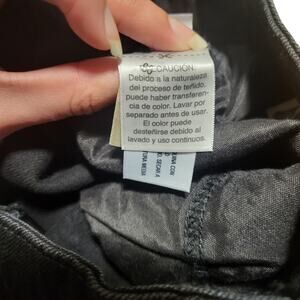 CAUCIÓN
Debido a la naturaleza
del proceso de teñido,
puede haber transferen-
cia de color. Lavar por
separado antes de usar.
El color puede
desteñirse debido al
lavado y uso continuos.